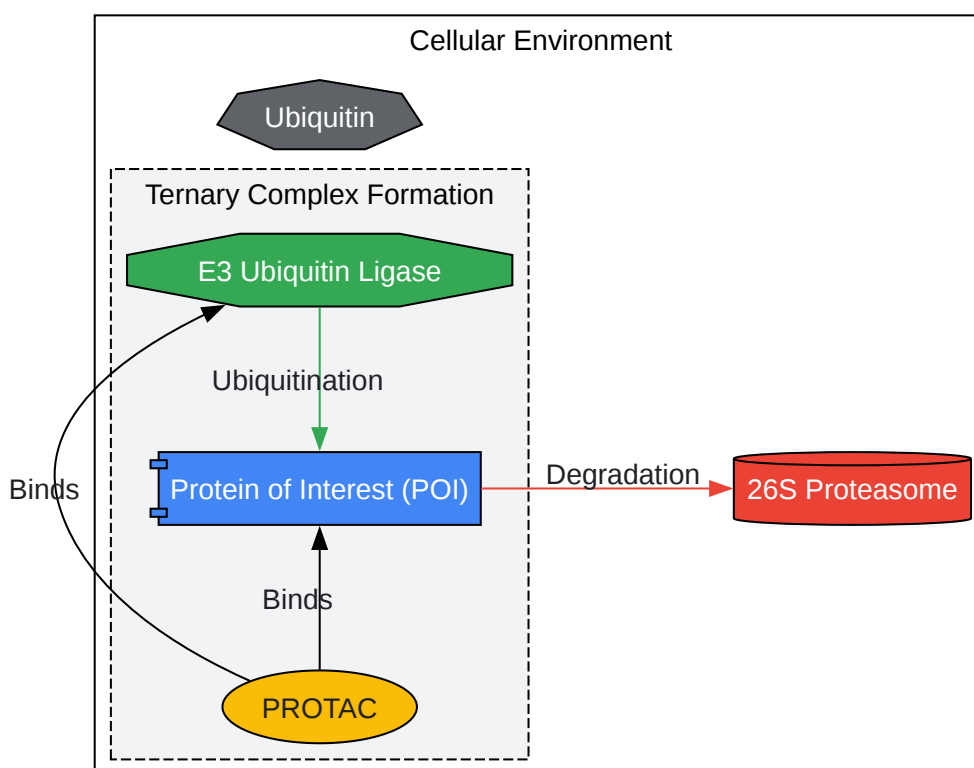 Cellular Environment
Ubiquitin
Ternary Complex Formation
E3 Ubiquitin Ligase
Ubiquitination
Binds
Protein of Interest (POI)
Degradation
26S Proteasome
Binds
PROTAC